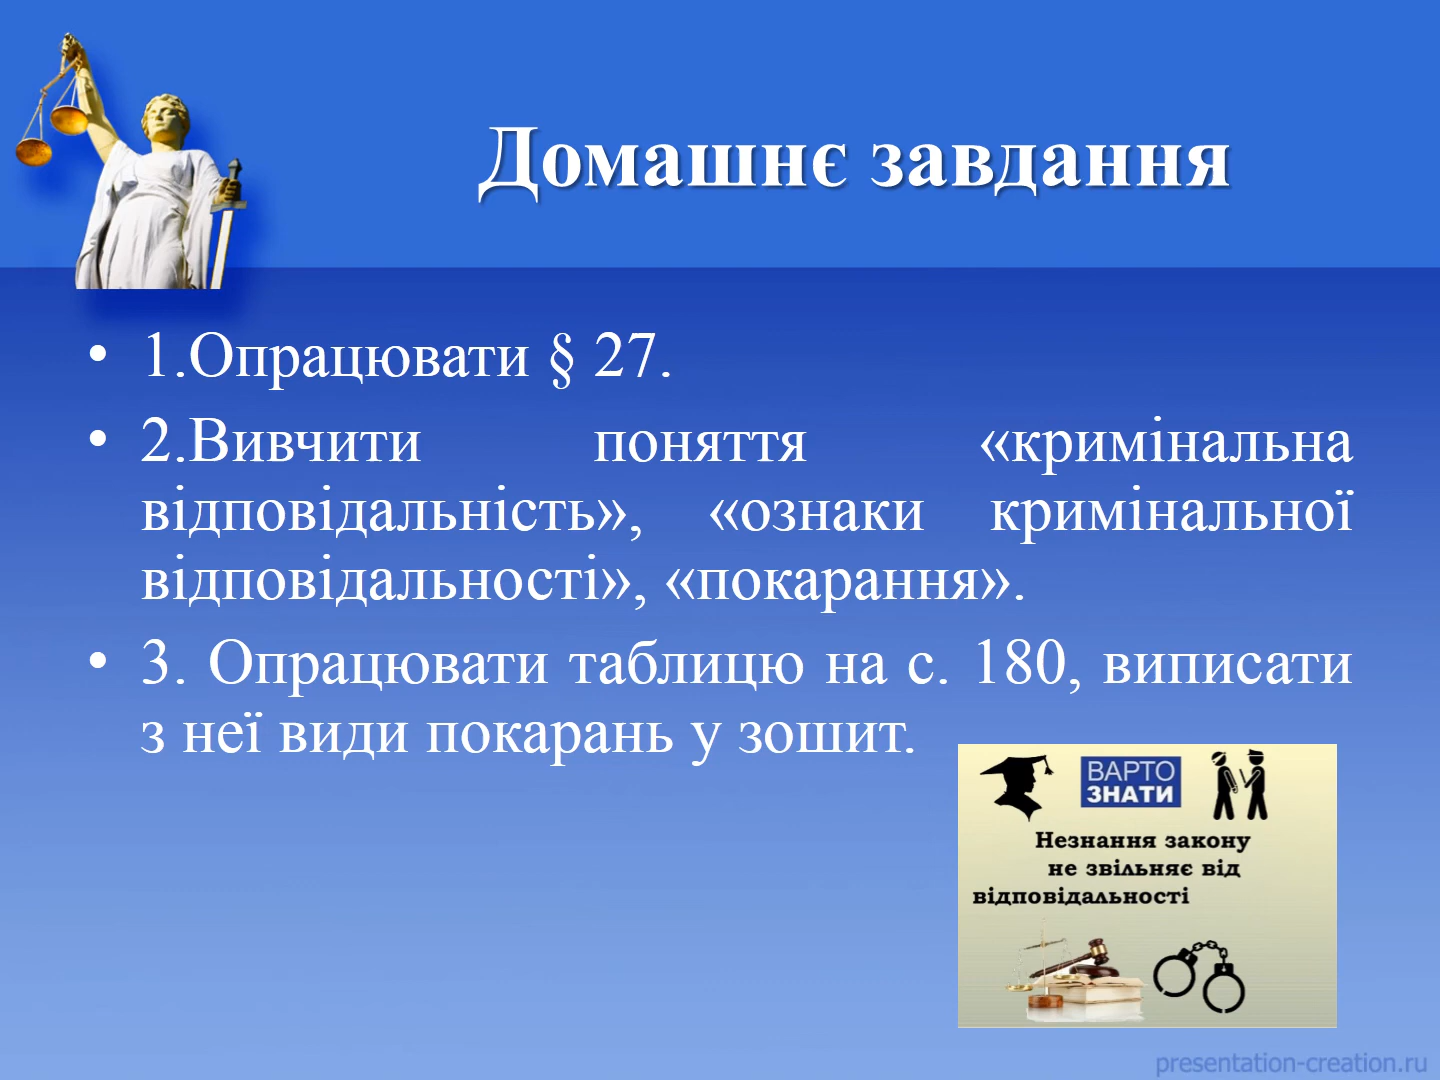 Домашнє завдання
• 1.Опрацювати § 27.
• 2.Вивчити поняття «кримінальна
відповідальність», «ознаки кримінальної
відповідальності», «покарання».
• 3. Опрацювати таблицю на с. 180, виписати
з неї види покарань у зошит.
ВАРТО
ЗНАТИ
Незнання закону
не звільняє від
відповідальності
presentation-creation.ru